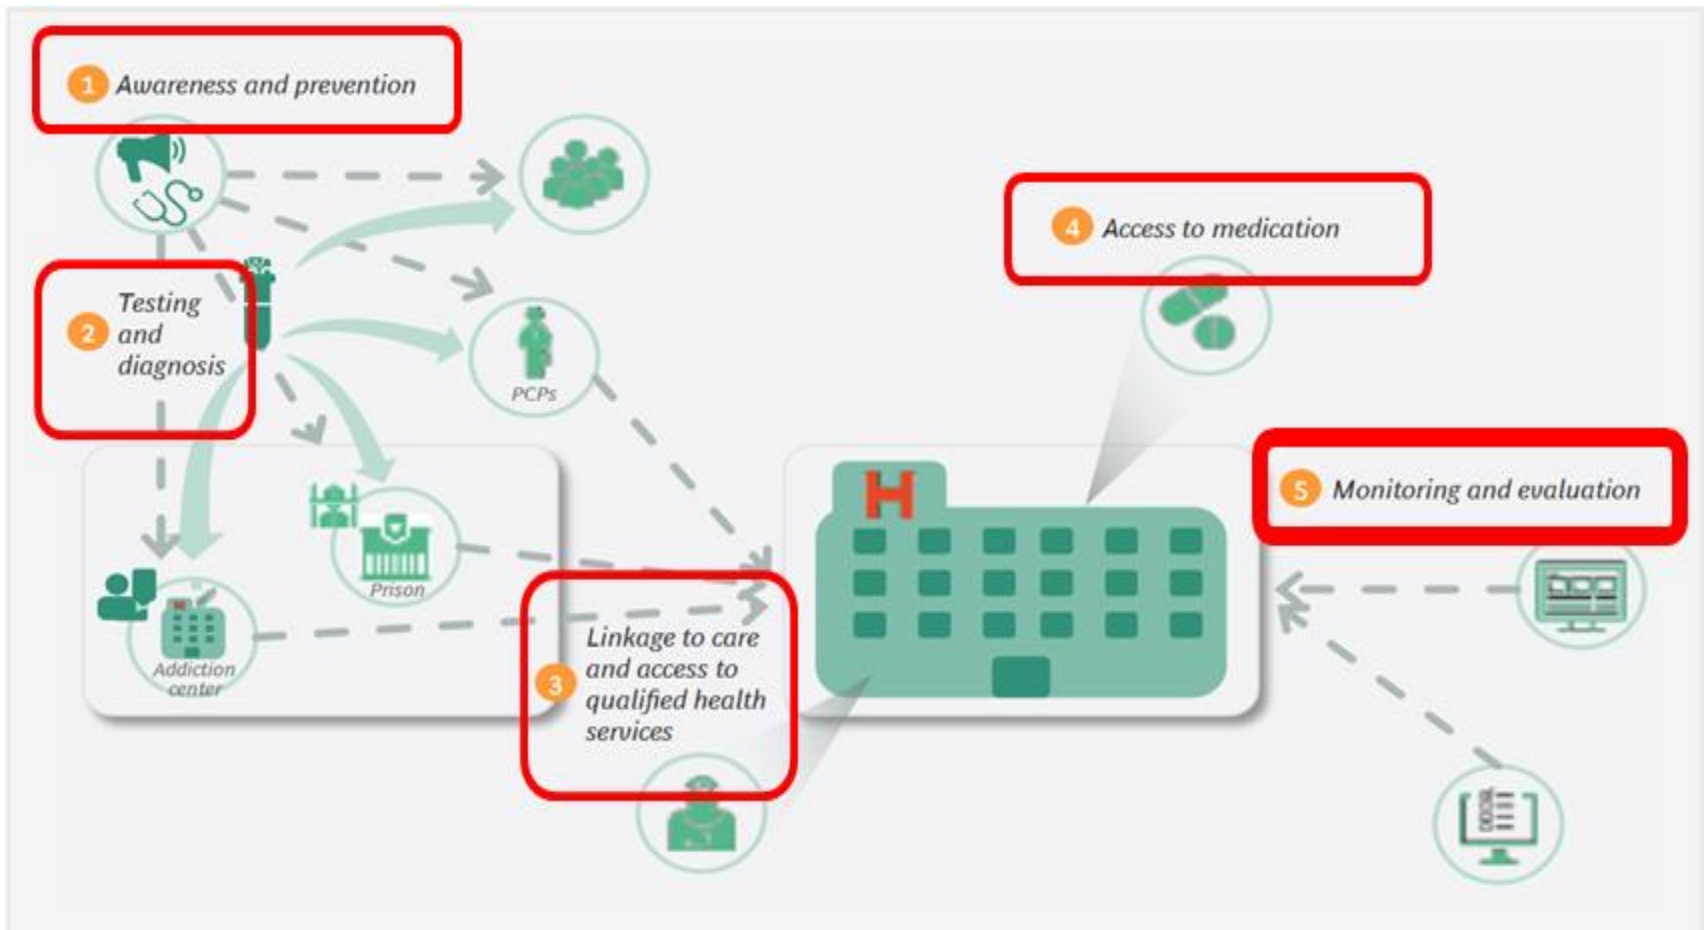 1 Awareness and prevention
2 Testing
and
diagnosis
PCPs
Prison
Addiction
center
3 Linkage to care
and access to
qualified health
services
4 Access to medication
H
5 Monitoring and evaluation